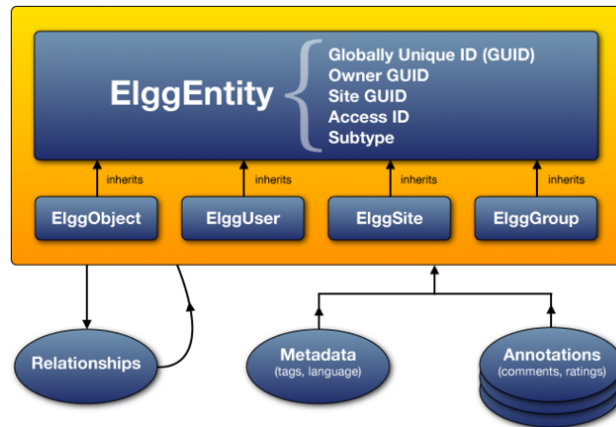 ElggEntity
Globally Unique ID (GUID)
Owner GUID
Site GUID
Access ID
Subtype
inherits
inherits
inherits
inherits
ElggObject
ElggUser
ElggSite
ElggGroup
Relationships
Metadata
(tags, language)
Annotations
(comments, ratings)